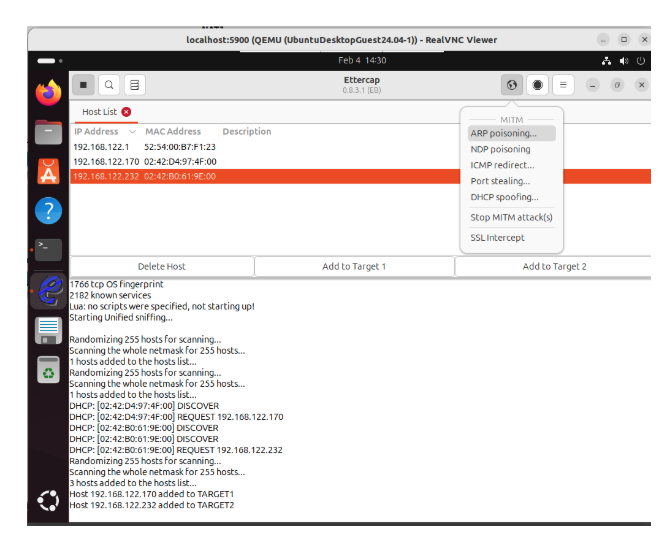 localhost:5900 (QEMU (UbuntuDesktopGuest24.04-1)) - RealVNC Viewer
Feb 4 14:30
Ettercap
0.8.3.1 (EB)
Host List
IP Address MAC Address Description
192.168.122.1 52:54:00:B7:F1:23
192.168.122.170 02:42:D4:97:4F:00
192.168.122.232 02:42:B0:61:9E:00
MITM
ARP poisoning...
NDP poisoning
ICMP redirect...
Port stealing...
DHCP spoofing...
Stop MITM attack(s)
SSL Intercept
Delete Host Add to Target 1 Add to Target 2
1766 tcp OS fingerprint
2182 known services
Lua: no scripts were specified, not starting up!
Starting Unified sniffing...
Randomizing 255 hosts for scanning...
Scanning the whole netmask for 255 hosts...
1 hosts added to the hosts list...
Randomizing 255 hosts for scanning...
Scanning the whole netmask for 255 hosts...
1 hosts added to the hosts list...
DHCP: [02:42:D4:97:4F:00] DISCOVER
DHCP: [02:42:D4:97:4F:00] REQUEST 192.168.122.170
DHCP: [02:42:B0:61:9E:00] DISCOVER
DHCP: [02:42:B0:61:9E:00] DISCOVER
DHCP: [02:42:B0:61:9E:00] REQUEST 192.168.122.232
Randomizing 255 hosts for scanning...
Scanning the whole netmask for 255 hosts...
3 hosts added to the hosts list...
Host 192.168.122.170 added to TARGET1
Host 192.168.122.232 added to TARGET2